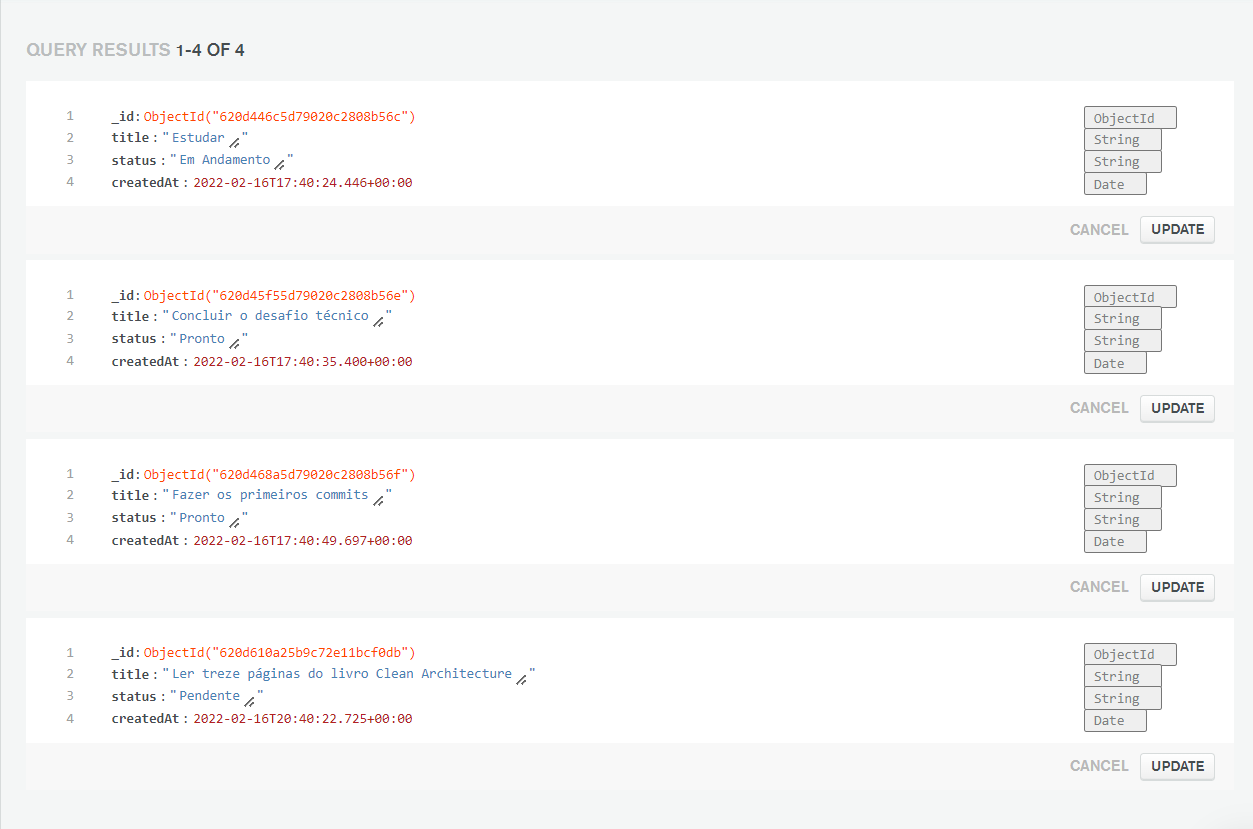 QUERY RESULTS 1-4 OF 4
1 _id: ObjectId("620d446c5d79020c2808b56c") ObjectId
2 title : "Estudar" String
3 status : "Em Andamento" String
4 createdAt : 2022-02-16T17:40:24.446+00:00 Date
CANCEL UPDATE
1 _id: ObjectId("620d45f55d79020c2808b56e") ObjectId
2 title : "Concluir o desafio técnico" String
3 status : "Pronto" String
4 createdAt : 2022-02-16T17:40:35.400+00:00 Date
CANCEL UPDATE
1 _id: ObjectId("620d468a5d79020c2808b56f") ObjectId
2 title : "Fazer os primeiros commits" String
3 status : "Pronto" String
4 createdAt : 2022-02-16T17:40:49.697+00:00 Date
CANCEL UPDATE
1 _id: ObjectId("620d610a25b9c72e11bcf0db") ObjectId
2 title : "Ler treze páginas do livro Clean Architecture" String
3 status : "Pendente" String
4 createdAt : 2022-02-16T20:40:22.725+00:00 Date
CANCEL UPDATE